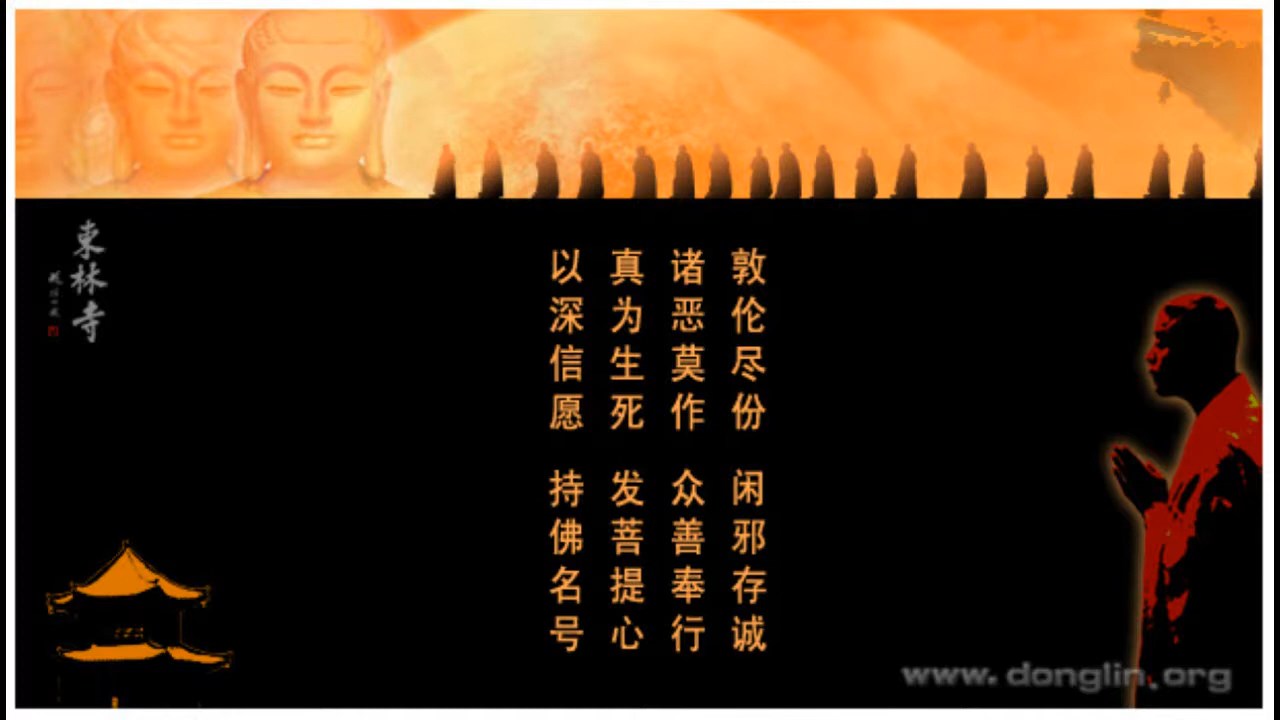 敦伦尽份 闲邪存诚
诸恶莫作 众善奉行
真为生死 发菩提心
以深信愿 持佛名号
東林寺
www.donglin.org